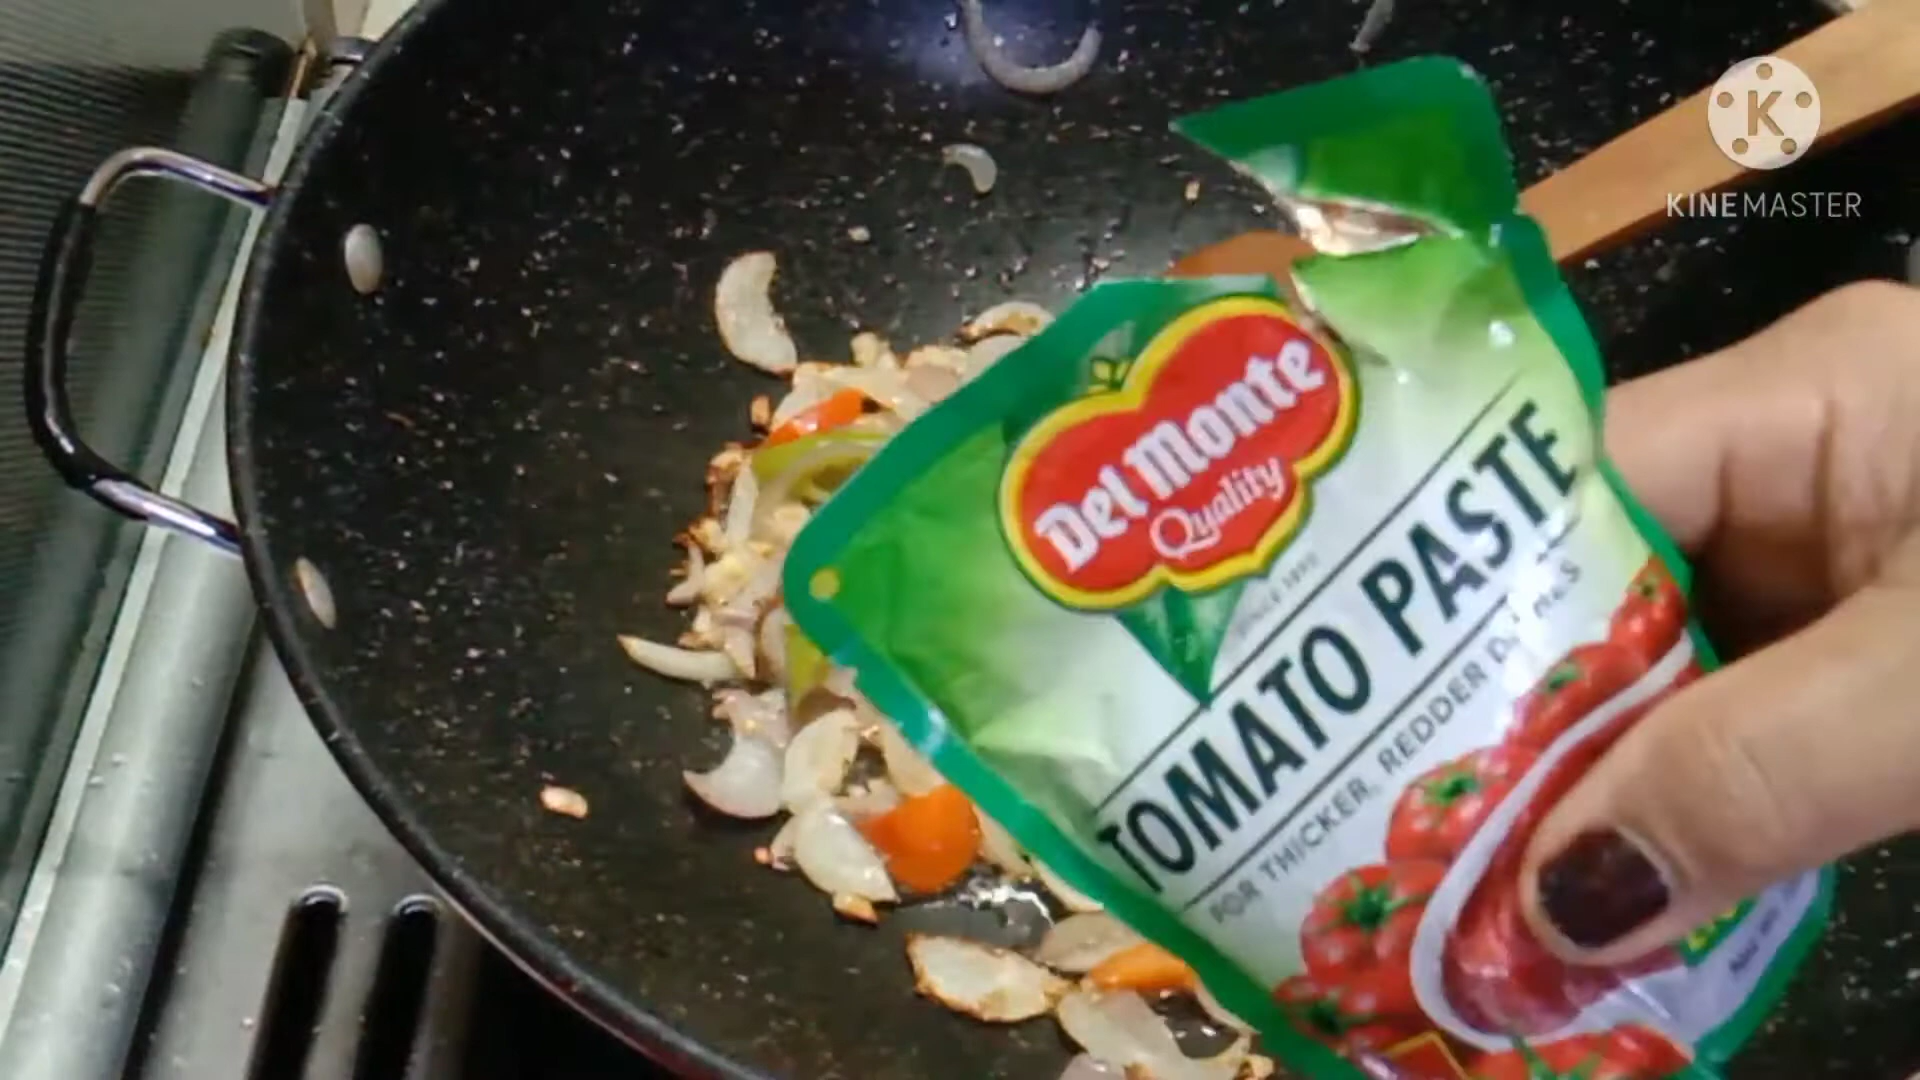 K
KINEMASTER
Del Monte
Quality
TOMATO PASTE
FOR THICKER, REDDER